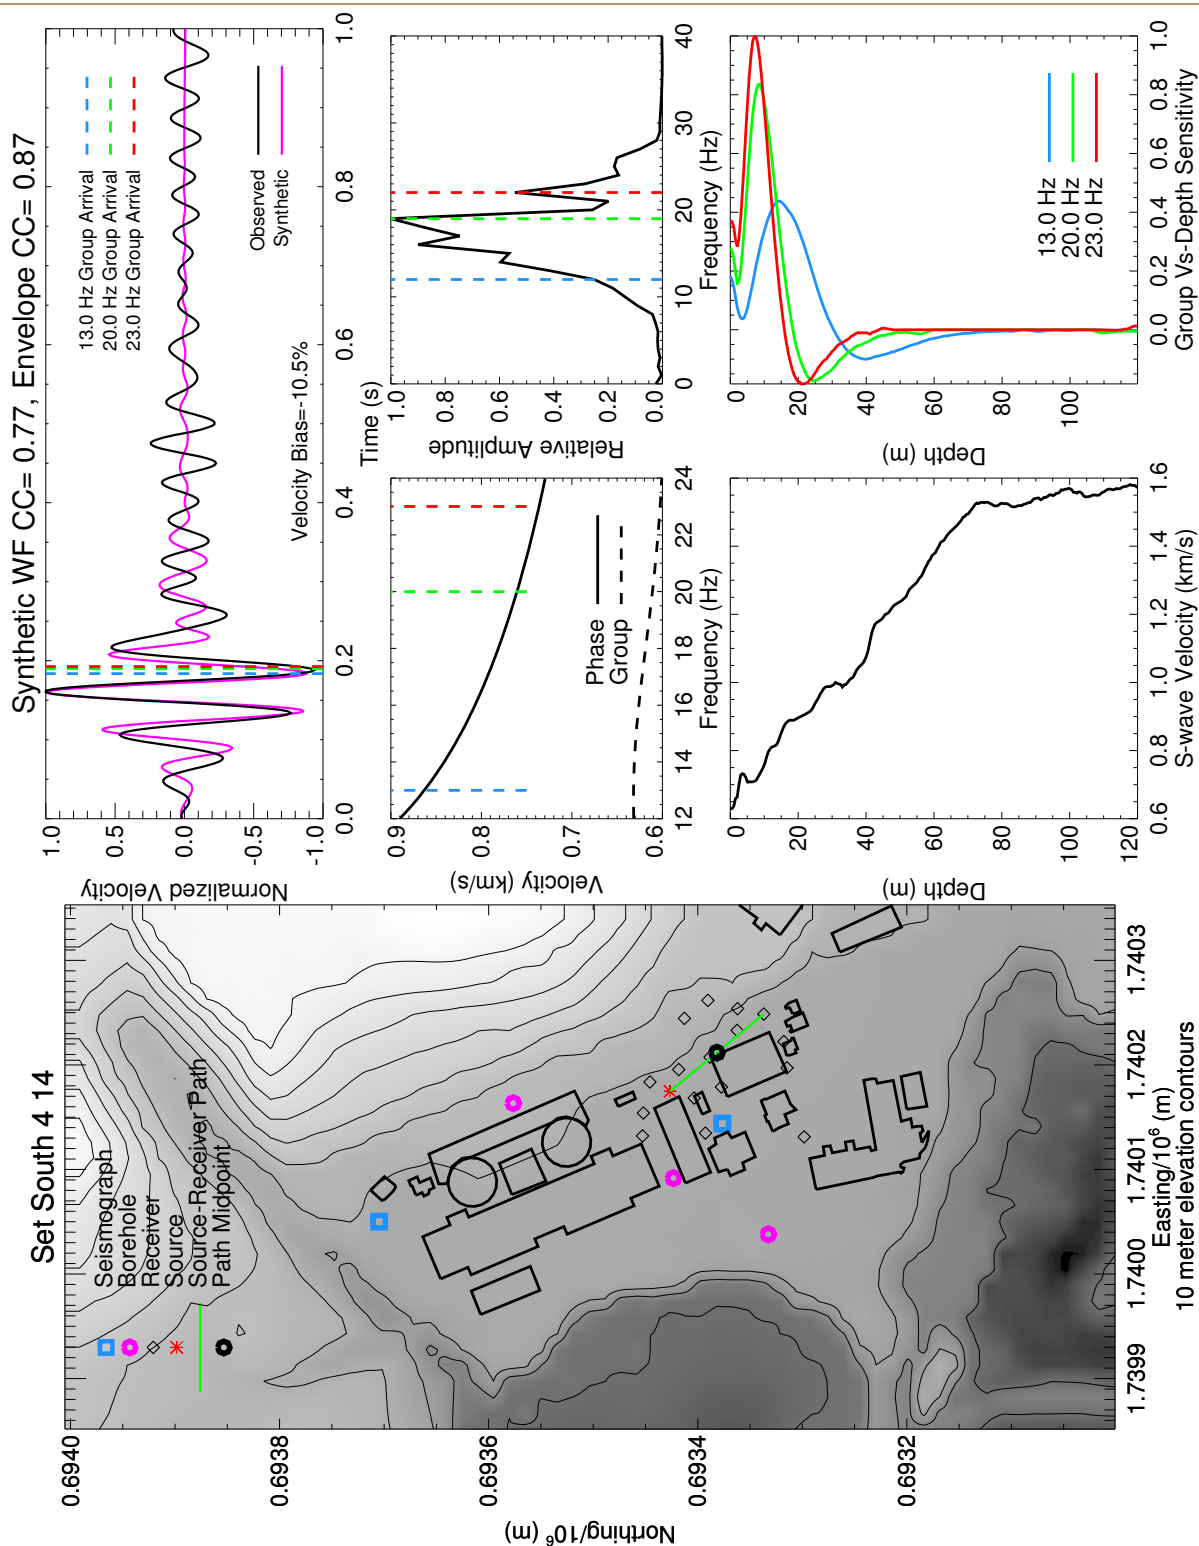 Set South 4 14
Seismograph
Borehole
Receiver
Source
Source-Receiver Path
Path Midpoint
0.6940
0.6938
0.6936
0.6934
0.6932
Northing/10⁶ (m)
1.7399
1.7400
1.7401
1.7402
1.7403
Easting/10⁶ (m)
10 meter elevation contours
Synthetic WF CC= 0.77, Envelope CC= 0.87
1.0
0.5
0.0
-0.5
-1.0
Normalized Velocity
13.0 Hz Group Arrival
20.0 Hz Group Arrival
23.0 Hz Group Arrival
Observed
Synthetic
Velocity Bias=-10.5%
0.0
0.2
0.4
0.6
0.8
1.0
Time (s)
0.9
0.8
0.7
0.6
Velocity (km/s)
Phase
Group
12
14
16
18
20
22
24
Frequency (Hz)
1.0
0.8
0.6
0.4
0.2
0.0
Relative Amplitude
0
10
20
30
40
Frequency (Hz)
0
20
40
60
80
100
120
Depth (m)
0.6
0.8
1.0
1.2
1.4
1.6
S-wave Velocity (km/s)
0
20
40
60
80
100
Depth (m)
13.0 Hz
20.0 Hz
23.0 Hz
0.0
0.2
0.4
0.6
0.8
1.0
Group Vs-Depth Sensitivity